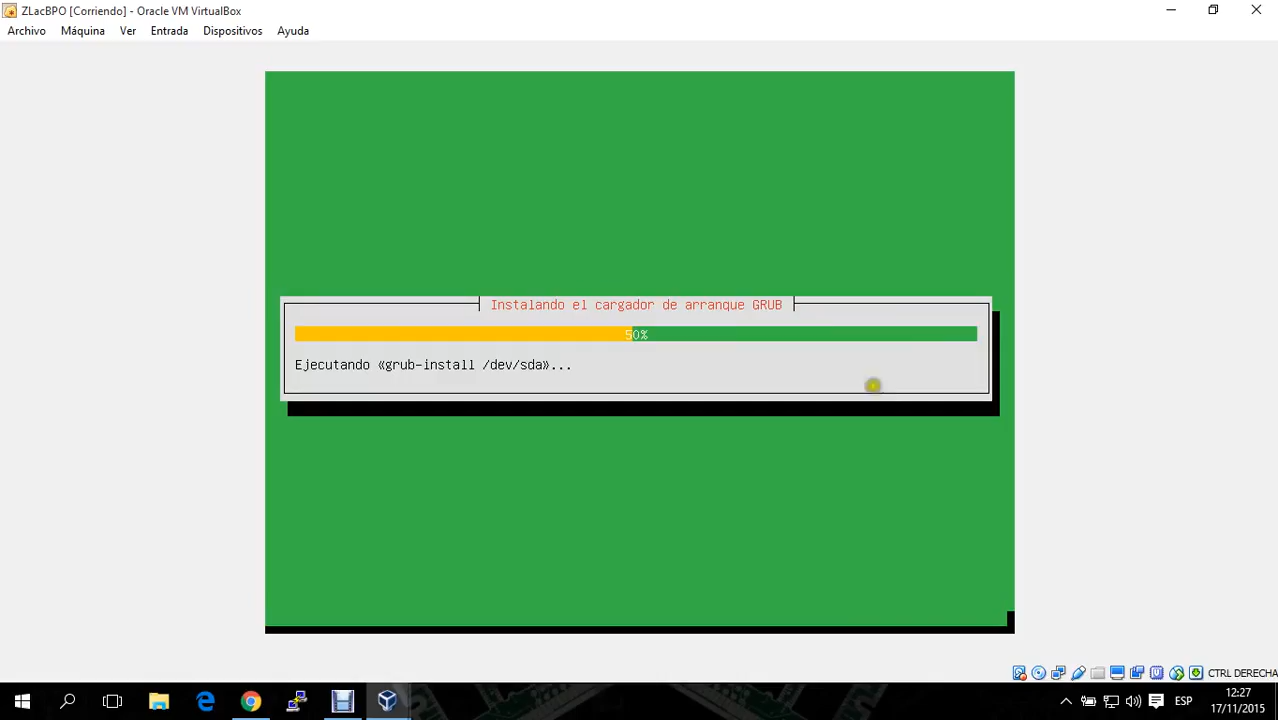 ZLacBPO [Corriendo] - Oracle VM VirtualBox
Archivo Máquina Ver Entrada Dispositivos Ayuda
Instalando el cargador de arranque GRUB
50%
Ejecutando «grub-install /dev/sda»...
CTRL DERECHA
ESP
12:27
17/11/2015